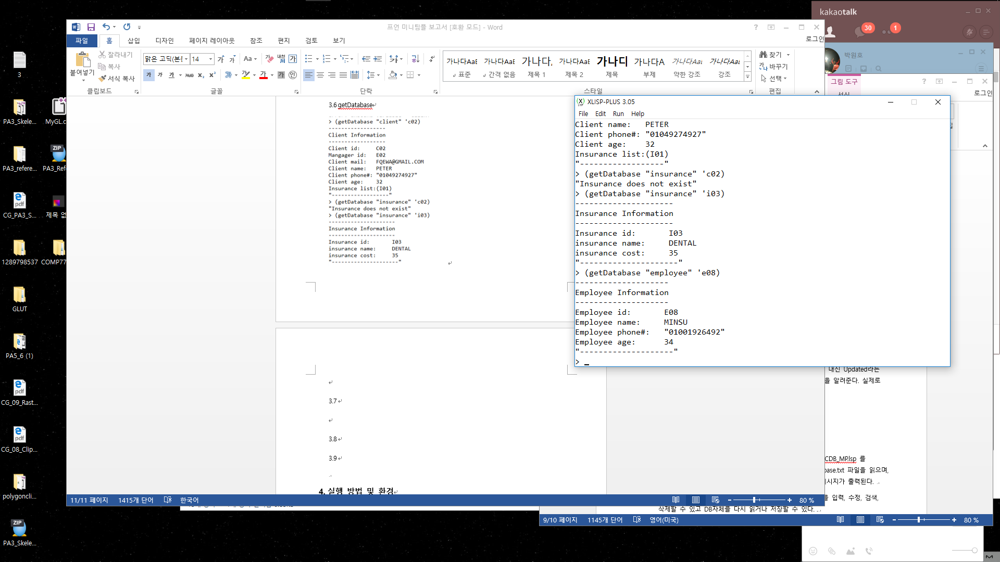 kakaotalk
30
1
프언 미니팀플 보고서 [호환 모드] - Word
파일 홈 삽입 디자인 페이지 레이아웃 참조 편지 검토 보기
로그인
붙여넣기
잘라내기
복사
서식 복사
클립보드
맑은 고딕(본
14
글꼴
단락
가나다AaE
표준
가나다AaE
간격 없음
가나다,
제목 1
가나다AaE
제목 2
가나디
제목
가나다A
부제
가나다Aa
약한 강조
가나다Aa
강조
스타일
찾기
바꾸기
선택
편집
박원호
그림 도구
서식
로그인
3
PA3_Skele...
MyGL.c
PA3_refere...
PA3_Ref
CG_PA3_S...
제목 없
1289798537
COMP77
GLUT
PA5_6 (1)
CG_09_Rast...
CG_08_Clip...
polygoncli...
PA3_Skele...
3.6 getDatabase
> (getDatabase "client" 'c02)
------------------
Client Information
------------------
Client id: C02
Mangager id: E02
Client mail: FQEWA@GMAIL.COM
Client name: PETER
Client phone#: "01049274927"
Client age: 32
Insurance list:(I01)
"------------------"
> (getDatabase "insurance" 'c02)
"Insurance does not exist"
> (getDatabase "insurance" 'i03)
---------------------
Insurance Information
---------------------
Insurance id: I03
insurance name: DENTAL
insurance cost: 35
"---------------------"
3.7
3.8
3.9
4. 실행 방법 및 환경
11/11 페이지 1415개 단어 한국어
80 %
XLISP-PLUS 3.05
File Edit Run Help
Client name: PETER
Client phone#: "01049274927"
Client age: 32
Insurance list:(I01)
"------------------"
> (getDatabase "insurance" 'c02)
"Insurance does not exist"
> (getDatabase "insurance" 'i03)
---------------------
Insurance Information
---------------------
Insurance id: I03
insurance name: DENTAL
insurance cost: 35
"---------------------"
> (getDatabase "employee" 'e08)
--------------------
Employee Information
--------------------
Employee id: E08
Employee name: MINSU
Employee phone#: "01001926492"
Employee age: 34
"--------------------"
> _
대신 Updated라는
을 알려준다. 실제로
CDB_MP.lsp 를
base.txt 파일을 읽으며,
시지가 출력된다.
를 입력, 수정, 검색,
삭제할 수 있고 DB자체를 다시 읽거나 저장할 수 있다.
9/10 페이지 1145개 단어 영어(미국)
80 %